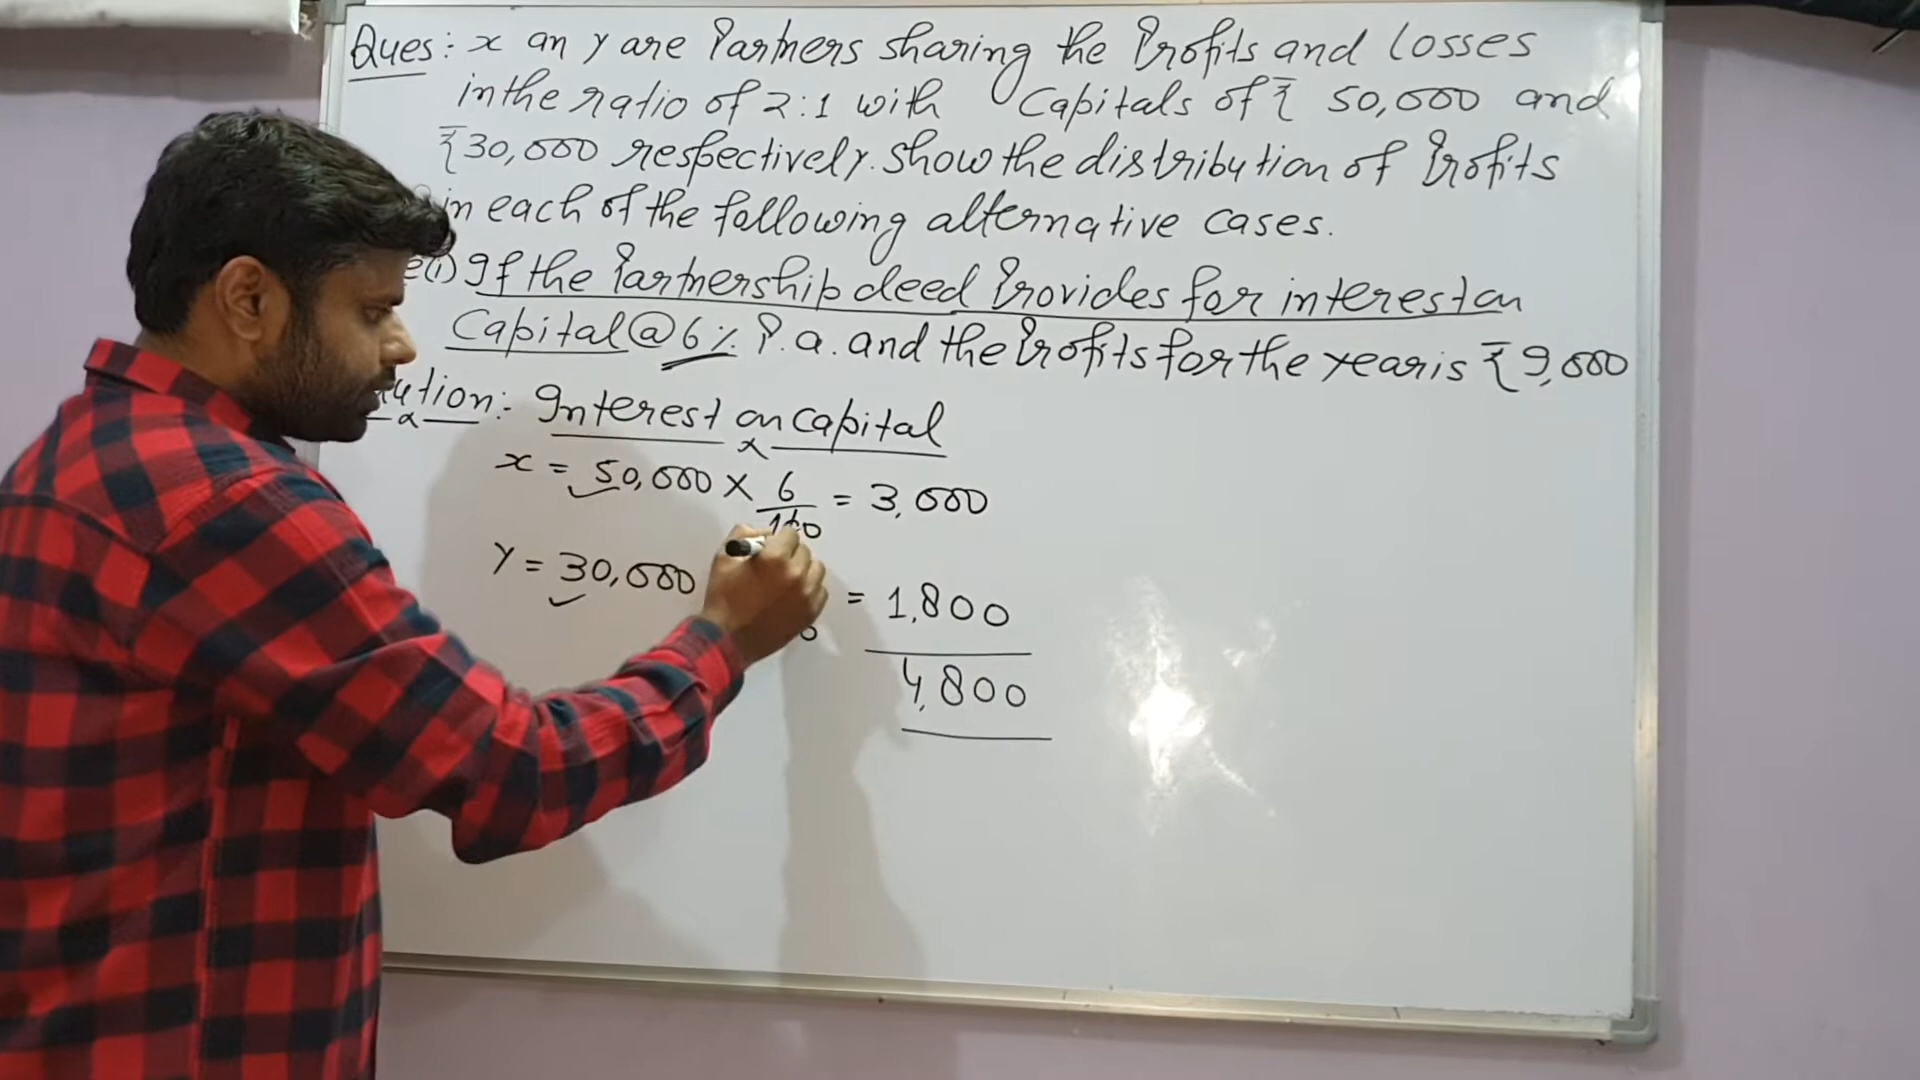 Ques: x an y are Partners sharing the Profits and losses
in the ratio of 2:1 with Capitals of ₹ 50,000 and
₹30,000 respectively. Show the distribution of Profits
in each of the following alternative cases.
(i) If the Partnership deed Provides for interest on
Capital @ 6% P.a. and the Profits for the year is ₹9,000
ution:- Interest on capital
x = 50,000 × 6/100 = 3,000
y = 30,000 = 1,800
4,800